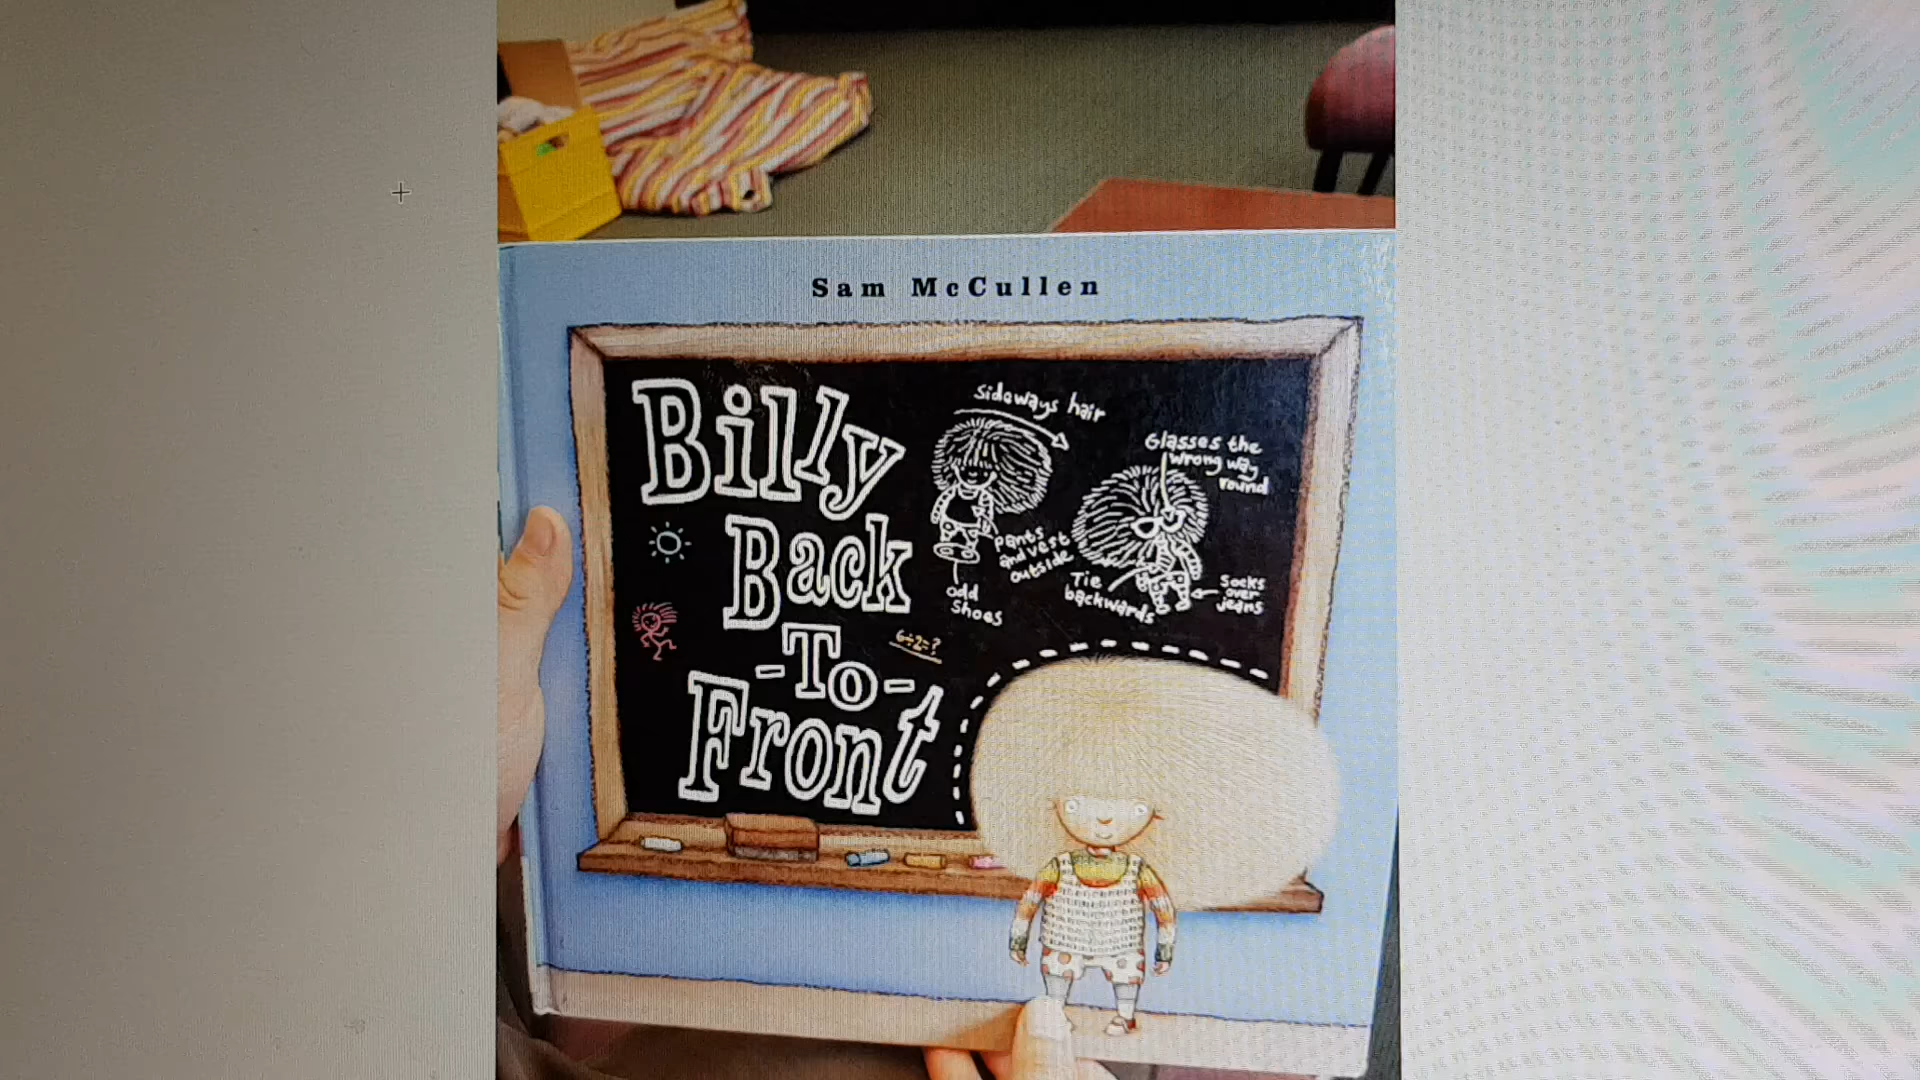 Sam McCullen
Billy
Back
-To-
Front
Sideways hair
Glasses the
wrong way
round
pants
and vest
outside
odd
Shoes
Tie
backwards
Socks
over
jeans
6÷2=?